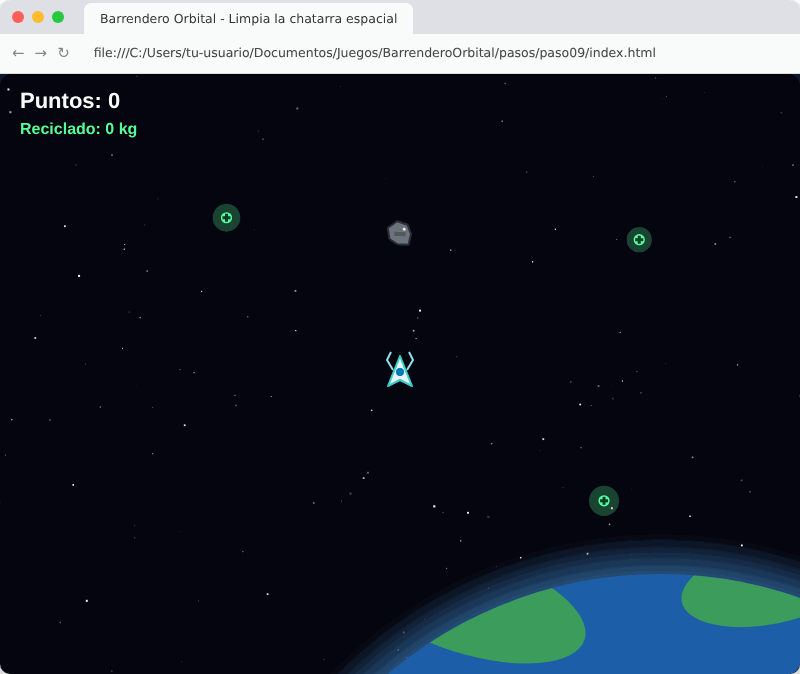 Barrendero Orbital - Limpia la chatarra espacial
file:///C:/Users/tu-usuario/Documentos/Juegos/BarrenderoOrbital/pasos/paso09/index.html
Puntos: 0
Reciclado: 0 kg